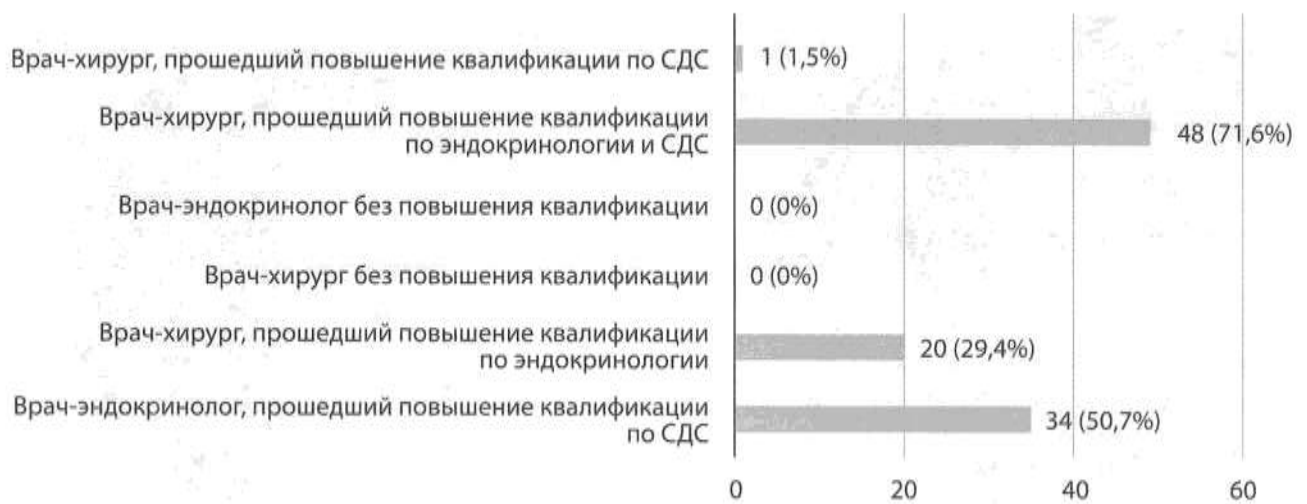 Врач-хирург, прошедший повышение квалификации по СДС 1 (1,5%)
Врач-хирург, прошедший повышение квалификации
по эндокринологии и СДС 48 (71,6%)
Врач-эндокринолог без повышения квалификации 0 (0%)
Врач-хирург без повышения квалификации 0 (0%)
Врач-хирург, прошедший повышение квалификации
по эндокринологии 20 (29,4%)
Врач-эндокринолог, прошедший повышение квалификации
по СДС 34 (50,7%)
0 20 40 60